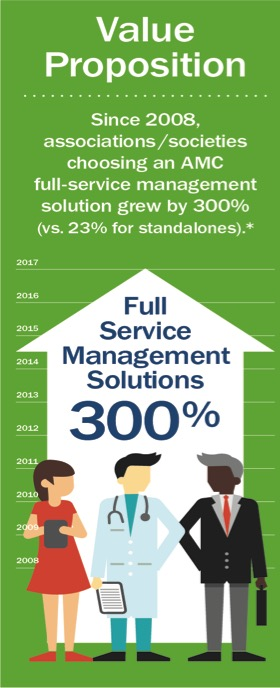 Value
Proposition
Since 2008,
associations/societies
choosing an AMC
full-service management
solution grew by 300%
(vs. 23% for standalones).*
2017
2016
2015
2014
2013
2012
2011
2010
2009
2008
Full
Service
Management
Solutions
300%